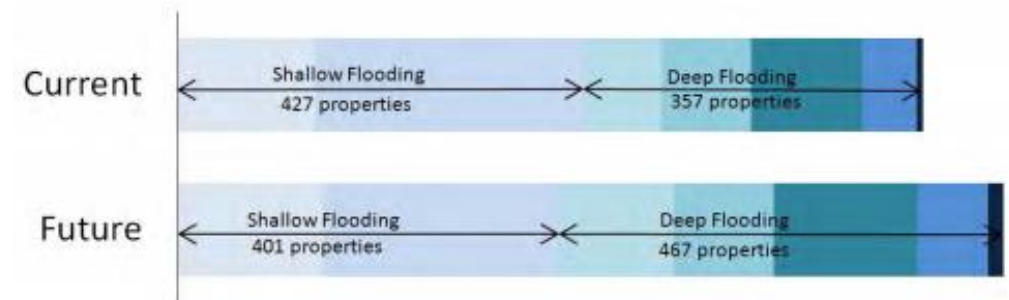 Current
Shallow Flooding
427 properties
Deep Flooding
357 properties
Future
Shallow Flooding
401 properties
Deep Flooding
467 properties